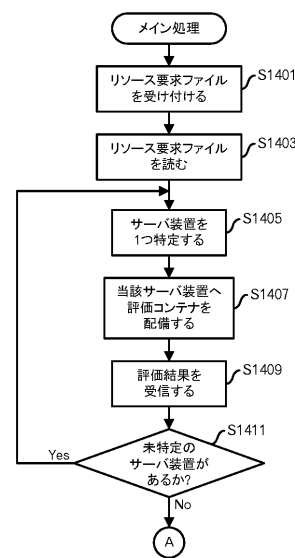 メイン処理
リソース要求ファイル
を受け付ける
S1401
リソース要求ファイル
を読む
S1403
サーバ装置を
1つ特定する
S1405
当該サーバ装置へ
評価コンテナを
配備する
S1407
評価結果を
受信する
S1409
未特定の
サーバ装置が
あるか?
S1411
Yes
No
A